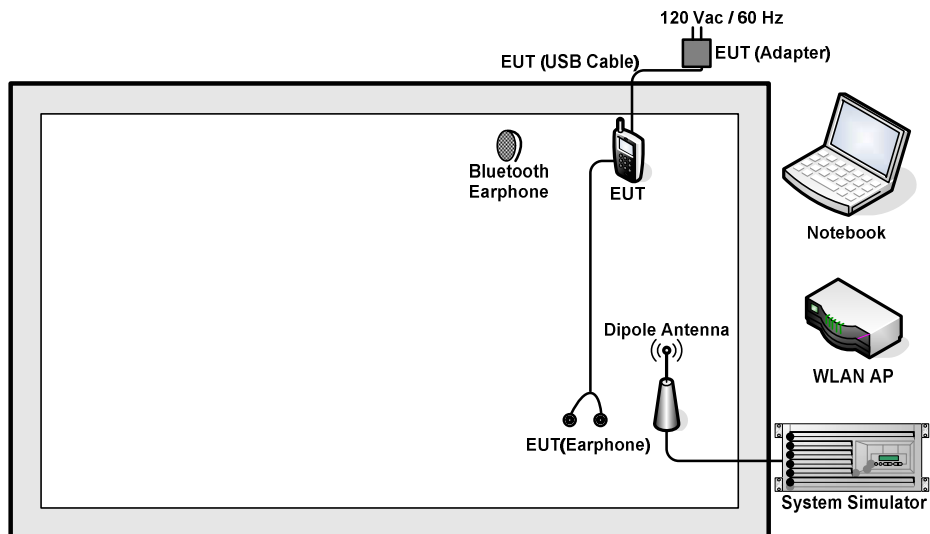 120 Vac / 60 Hz
EUT (Adapter)
EUT (USB Cable)
Bluetooth
Earphone
EUT
Notebook
Dipole Antenna
WLAN AP
EUT(Earphone)
System Simulator